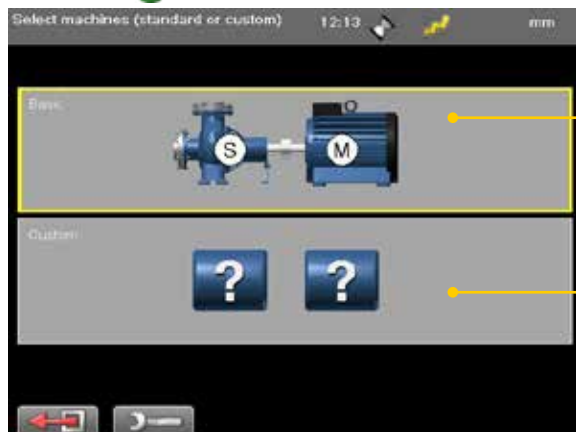 Select machines (standard or custom) 12:13 mm
Basic
S M
Custom
? ?